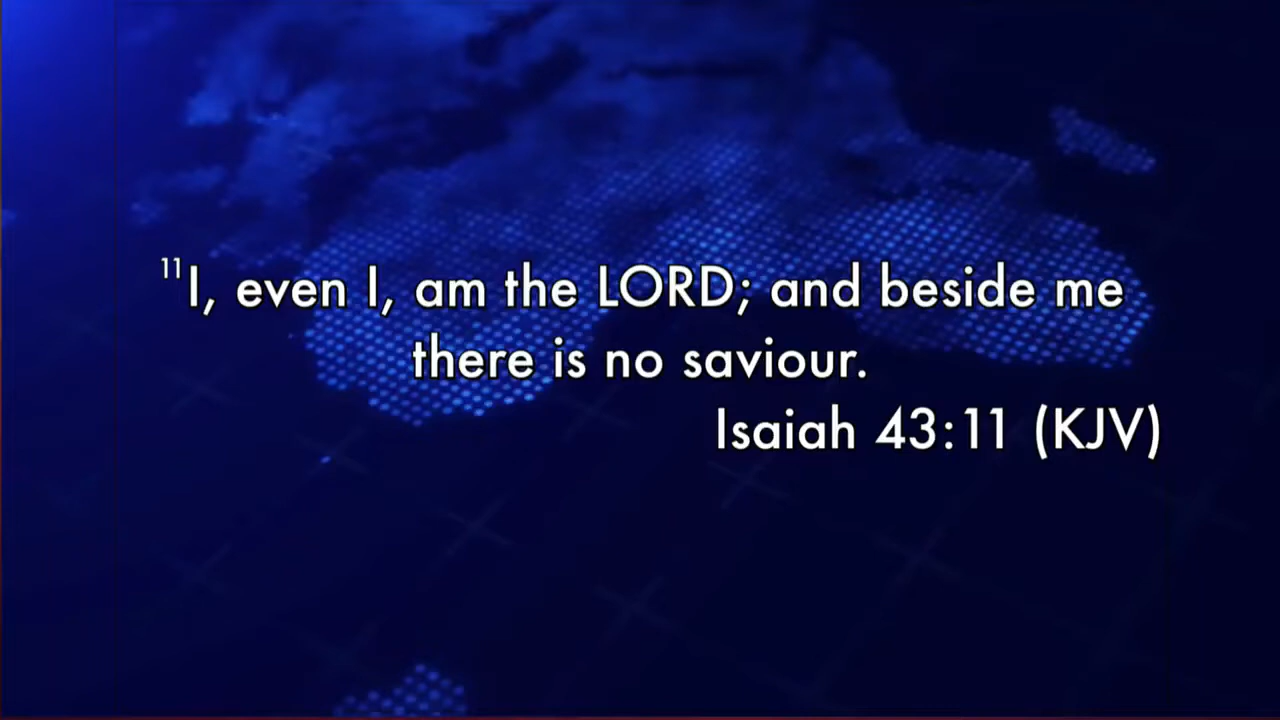 ¹¹I, even I, am the LORD; and beside me
there is no saviour.
Isaiah 43:11 (KJV)